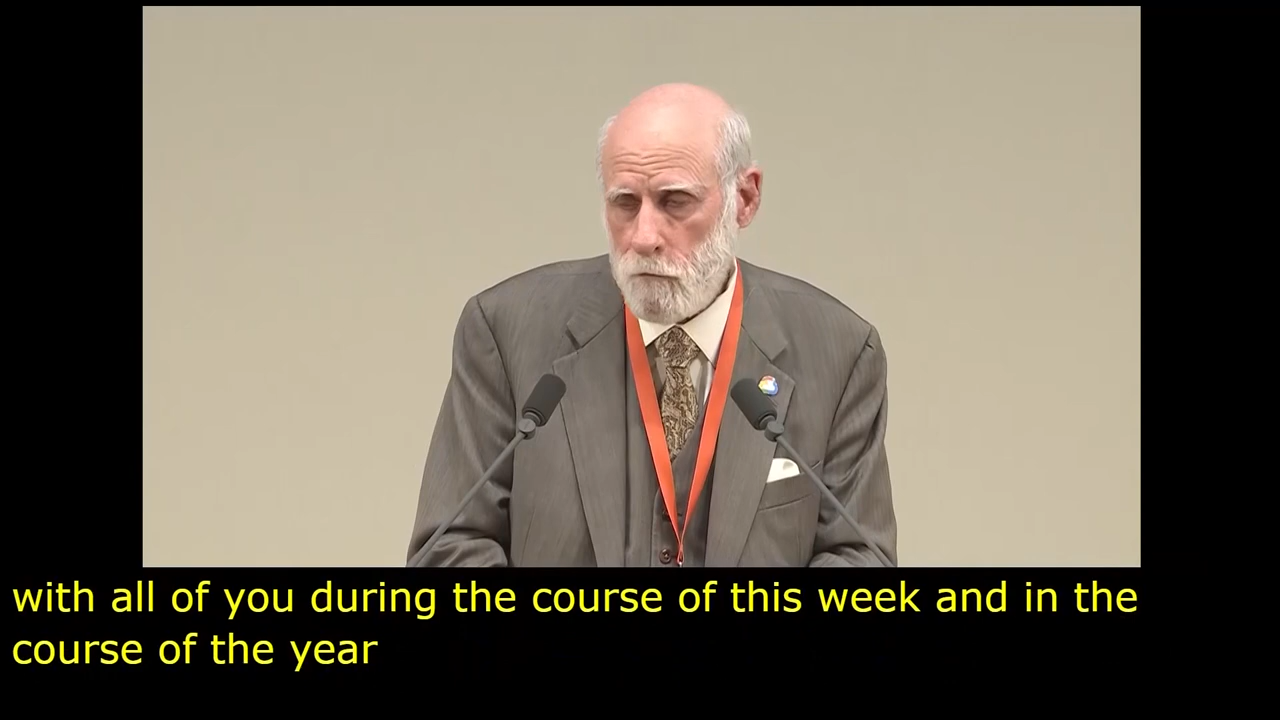 with all of you during the course of this week and in the
course of the year